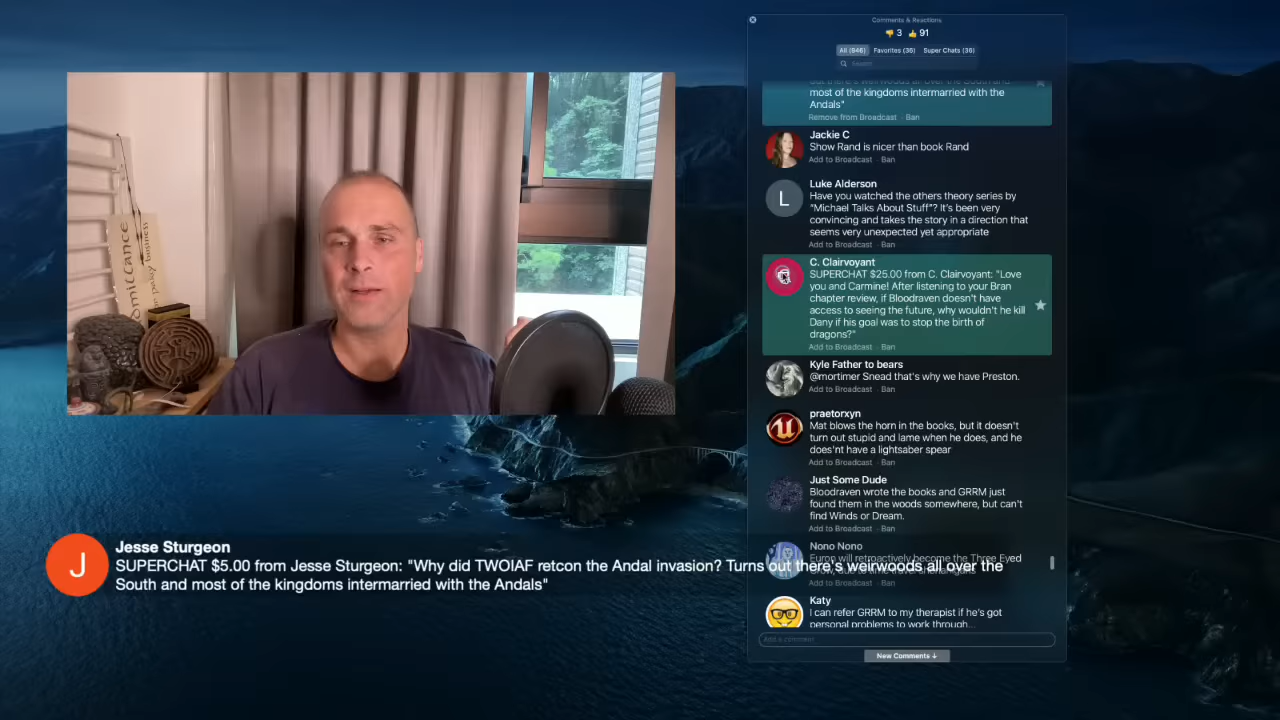 Comments & Reactions
👎 3 👍 91
All (646) Favorites (36) Super Chats (36)
Search
most of the kingdoms intermarried with the
Andals"
Remove from Broadcast · Ban
Jackie C
Show Rand is nicer than book Rand
Add to Broadcast · Ban
L
Luke Alderson
Have you watched the others theory series by
“Michael Talks About Stuff”? It’s been very
convincing and takes the story in a direction that
seems very unexpected yet appropriate
Add to Broadcast · Ban
C. Clairvoyant
SUPERCHAT $25.00 from C. Clairvoyant: "Love
you and Carmine! After listening to your Bran
chapter review, if Bloodraven doesn't have
access to seeing the future, why wouldn't he kill
Dany if his goal was to stop the birth of
dragons?"
Add to Broadcast · Ban
Kyle Father to bears
@mortimer Snead that's why we have Preston.
Add to Broadcast · Ban
praetorxyn
Mat blows the horn in the books, but it doesn't
turn out stupid and lame when he does, and he
does'nt have a lightsaber spear
Add to Broadcast · Ban
Just Some Dude
Bloodraven wrote the books and GRRM just
found them in the woods somewhere, but can't
find Winds or Dream.
Add to Broadcast · Ban
Nono Nono
Euron will retroactively become the Three Eyed
Add to Broadcast · Ban
Katy
I can refer GRRM to my therapist if he's got
personal problems to work through...
Add a comment
New Comments ↓
J
Jesse Sturgeon
SUPERCHAT $5.00 from Jesse Sturgeon: "Why did TWOIAF retcon the Andal invasion? Turns out there's weirwoods all over the
South and most of the kingdoms intermarried with the Andals"